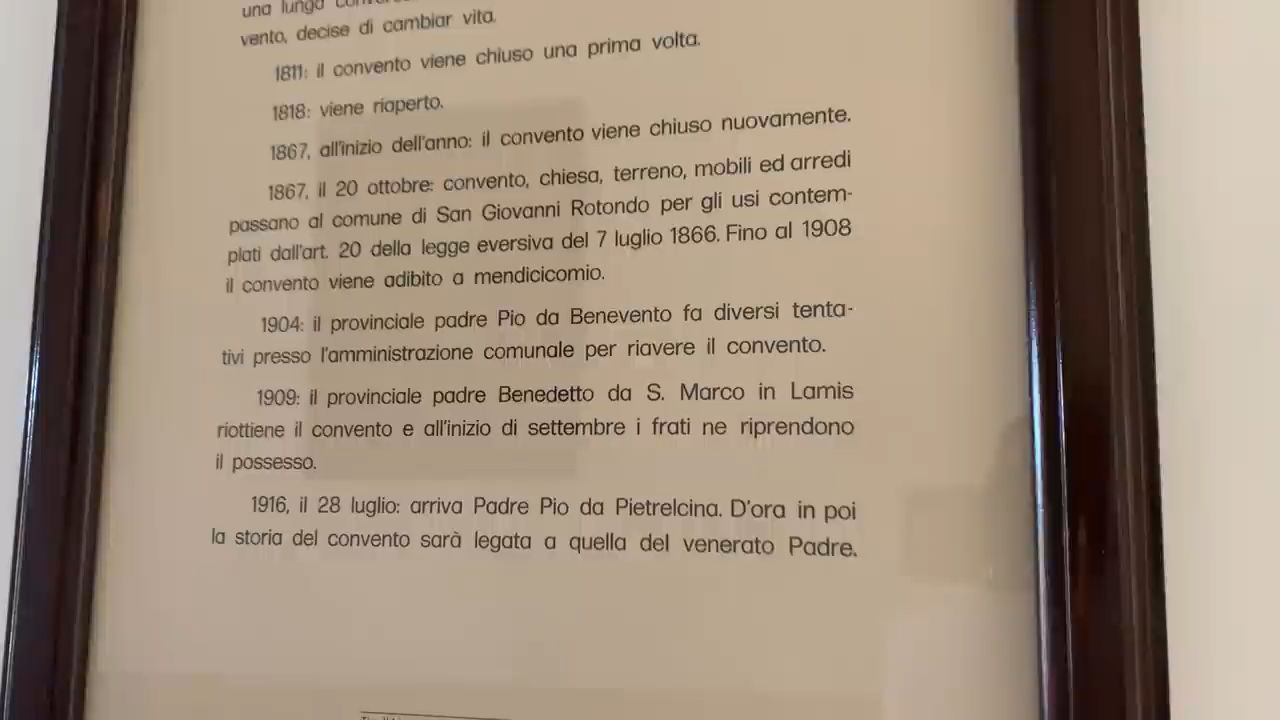 una lunga
vento, decise di cambiar vita.
1811: il convento viene chiuso una prima volta.
1818: viene riaperto.
1867, all'inizio dell'anno: il convento viene chiuso nuovamente.
1867, il 20 ottobre: convento, chiesa, terreno, mobili ed arredi
passano al comune di San Giovanni Rotondo per gli usi contem-
plati dall'art. 20 della legge eversiva del 7 luglio 1866. Fino al 1908
il convento viene adibito a mendicicomio.
1904: il provinciale padre Pio da Benevento fa diversi tenta-
tivi presso l'amministrazione comunale per riavere il convento.
1909: il provinciale padre Benedetto da S. Marco in Lamis
riottiene il convento e all'inizio di settembre i frati ne riprendono
il possesso.
1916, il 28 luglio: arriva Padre Pio da Pietrelcina. D'ora in poi
la storia del convento sarà legata a quella del venerato Padre.